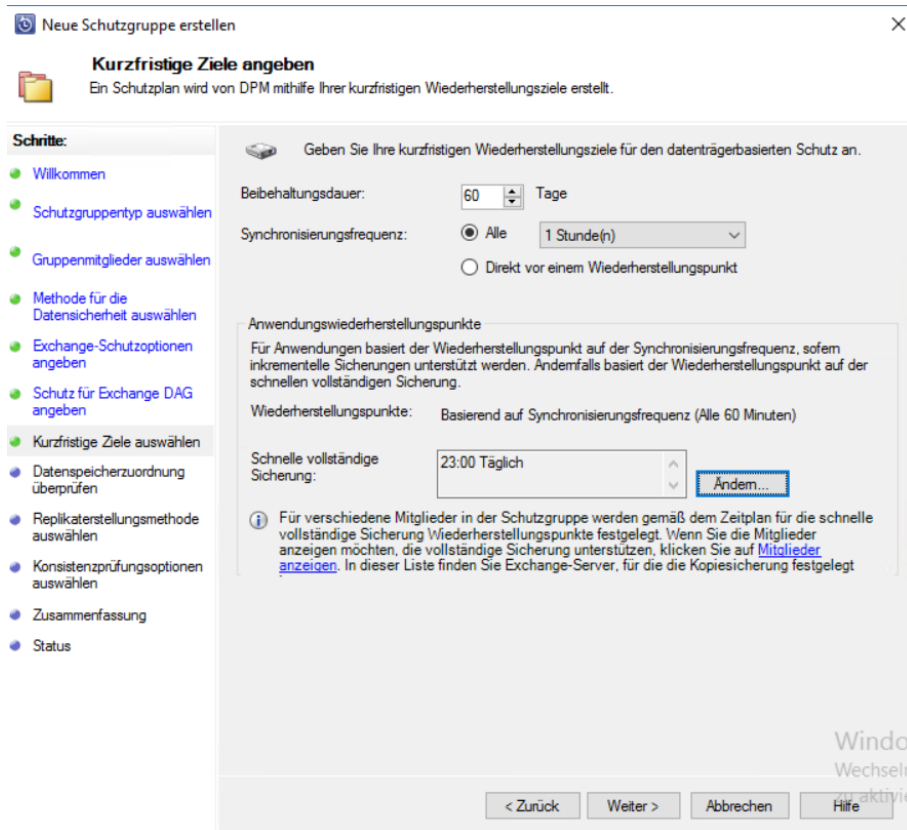 Neue Schutzgruppe erstellen
Kurzfristige Ziele angeben
Ein Schutzplan wird von DPM mithilfe Ihrer kurzfristigen Wiederherstellungsziele erstellt.
Schritte:
Willkommen
Schutzgruppentyp auswählen
Gruppenmitglieder auswählen
Methode für die
Datensicherheit auswählen
Exchange-Schutzoptionen
angeben
Schutz für Exchange DAG
angeben
Kurzfristige Ziele auswählen
Datenspeicherzuordnung
überprüfen
Replikaterstellungsmethode
auswählen
Konsistenzprüfungsoptionen
auswählen
Zusammenfassung
Status
Geben Sie Ihre kurzfristigen Wiederherstellungsziele für den datenträgerbasierten Schutz an.
Beibehaltungsdauer: 60 Tage
Synchronisierungsfrequenz: Alle 1 Stunde(n)
Direkt vor einem Wiederherstellungspunkt
Anwendungswiederherstellungspunkte
Für Anwendungen basiert der Wiederherstellungspunkt auf der Synchronisierungsfrequenz, sofern
inkrementelle Sicherungen unterstützt werden. Andernfalls basiert der Wiederherstellungspunkt auf der
schnellen vollständigen Sicherung.
Wiederherstellungspunkte: Basierend auf Synchronisierungsfrequenz (Alle 60 Minuten)
Schnelle vollständige
Sicherung:
23:00 Täglich
Ändern...
Für verschiedene Mitglieder in der Schutzgruppe werden gemäß dem Zeitplan für die schnelle
vollständige Sicherung Wiederherstellungspunkte festgelegt. Wenn Sie die Mitglieder
anzeigen möchten, die vollständige Sicherung unterstützen, klicken Sie auf Mitglieder
anzeigen. In dieser Liste finden Sie Exchange-Server, für die die Kopiesicherung festgelegt
Windo
Wechseln
zu aktivie
< Zurück Weiter > Abbrechen Hilfe